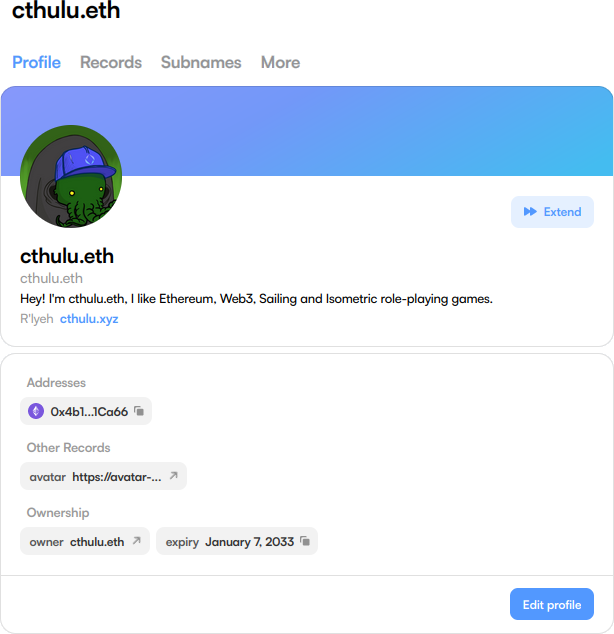 cthulu.eth
Profile Records Subnames More
Extend
cthulu.eth
cthulu.eth
Hey! I'm cthulu.eth, I like Ethereum, Web3, Sailing and Isometric role-playing games.
R'lyeh cthulu.xyz
Addresses
0x4b1...1Ca66
Other Records
avatar https://avatar-...
Ownership
owner cthulu.eth expiry January 7, 2033
Edit profile